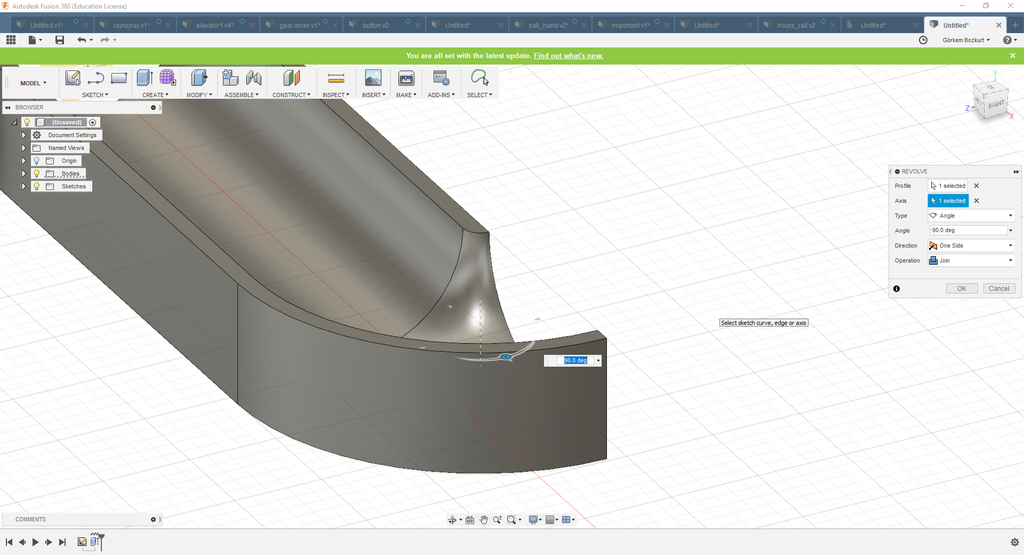 Autodesk Fusion 360 (Education License)
Untitled v1* rayrayray v1* elevator1 v4* gear inner v1* button v2 Untitled* ball_hand v2* important v1* Untitled* hours_rail v2 Untitled* Untitled*
Görkem Bozkurt
You are all set with the latest update. Find out what's new.
MODEL SKETCH CREATE MODIFY ASSEMBLE CONSTRUCT INSPECT INSERT MAKE ADD-INS SELECT
BROWSER
(Unsaved)
Document Settings
Named Views
Origin
Bodies
Sketches
Y
Z
X
RIGHT
REVOLVE
Profile 1 selected
Axis 1 selected
Type Angle
Angle 90.0 deg
Direction One Side
Operation Join
OK Cancel
Select sketch curve, edge or axis
90.0 deg
COMMENTS